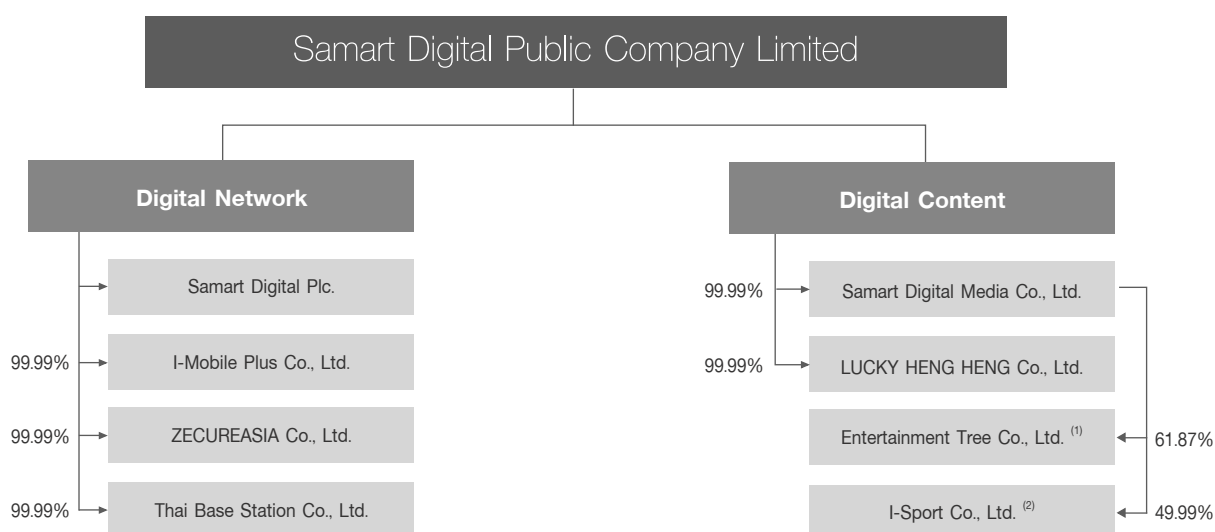 Samart Digital Public Company Limited
Digital Network
Samart Digital Plc.
99.99%
I-Mobile Plus Co., Ltd.
99.99%
ZECUREASIA Co., Ltd.
99.99%
Thai Base Station Co., Ltd.
Digital Content
99.99%
Samart Digital Media Co., Ltd.
99.99%
LUCKY HENG HENG Co., Ltd.
Entertainment Tree Co., Ltd. (1)
61.87%
I-Sport Co., Ltd. (2)
49.99%